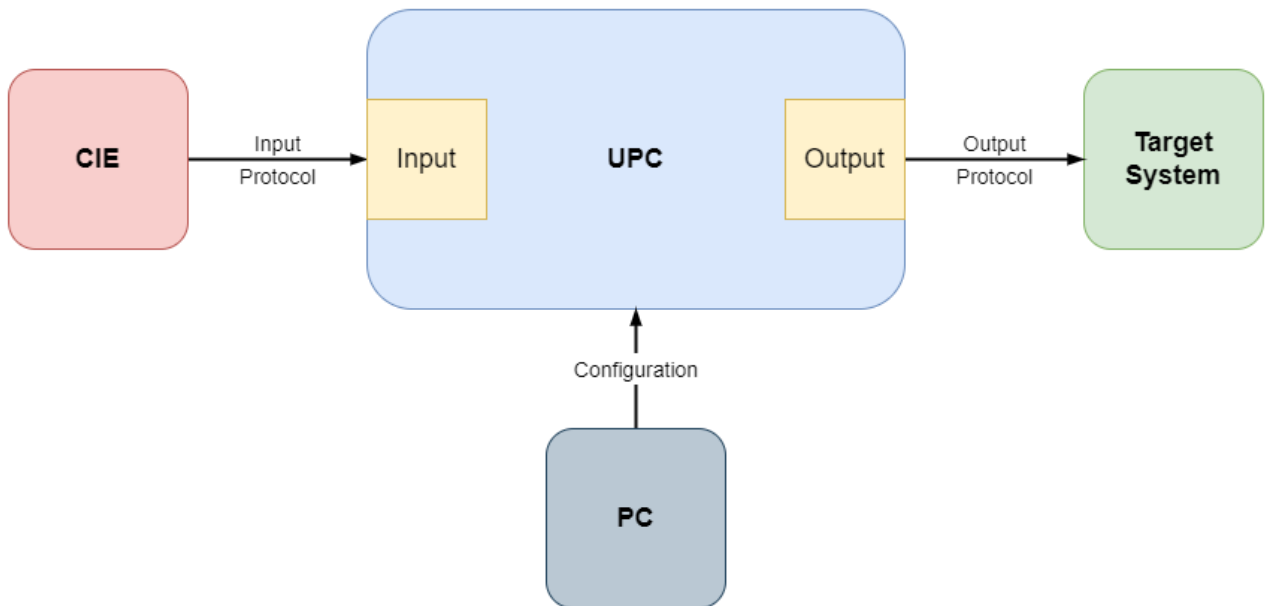 CIE
Input
Protocol
Input
UPC
Output
Output
Protocol
Target
System
Configuration
PC